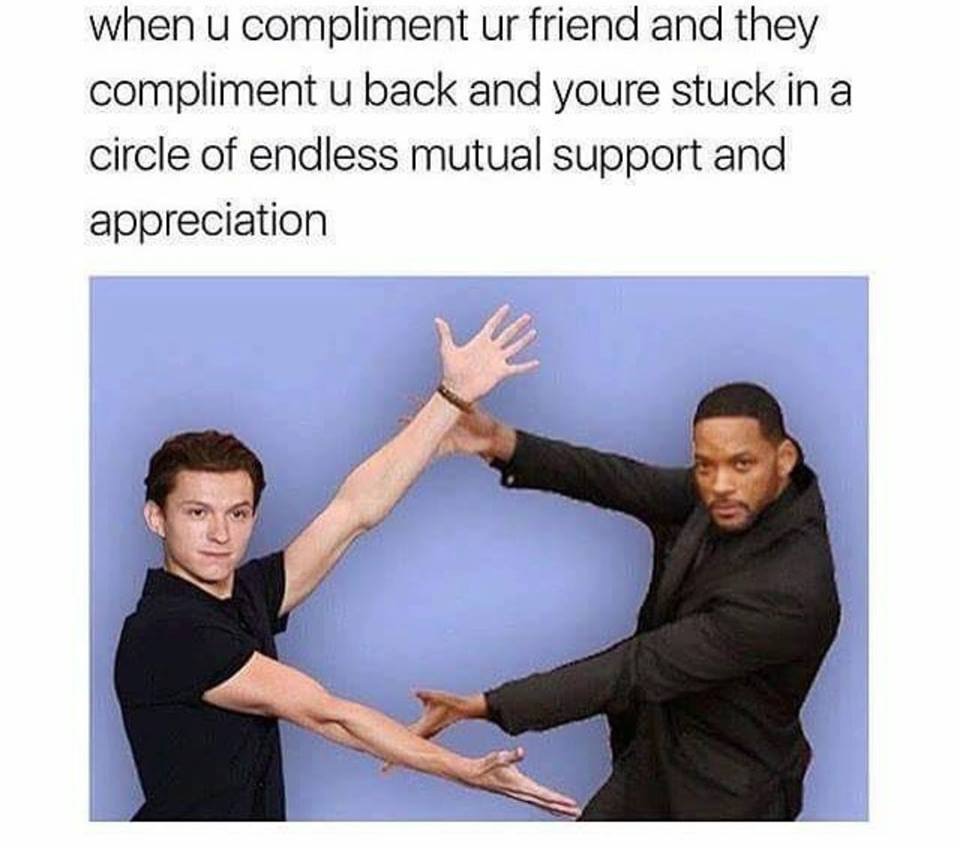 when u compliment ur friend and they
compliment u back and youre stuck in a
circle of endless mutual support and
appreciation